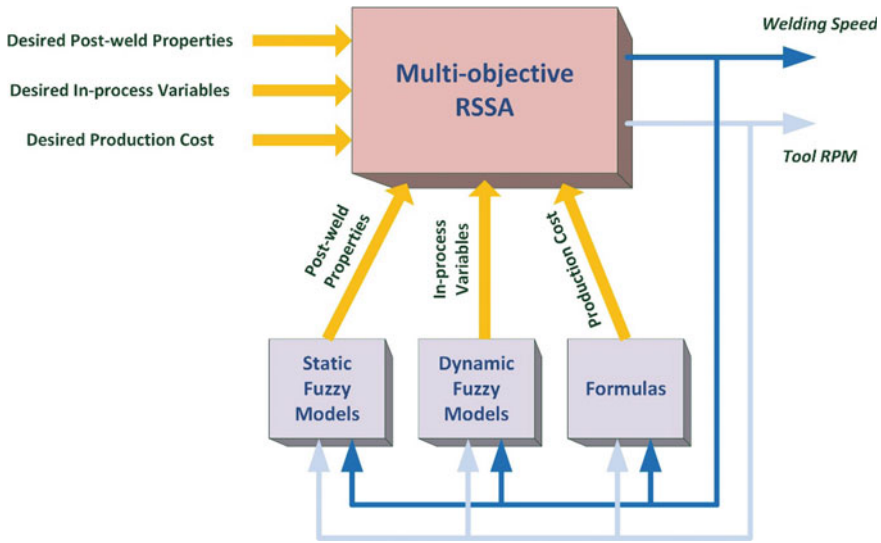 Welding Speed
Desired Post-weld Properties
Desired In-process Variables
Desired Production Cost
Multi-objective
RSSA
Tool RPM
Post-weld
Properties
In-process
Variables
Production Cost
Static
Fuzzy
Models
Dynamic
Fuzzy
Models
Formulas